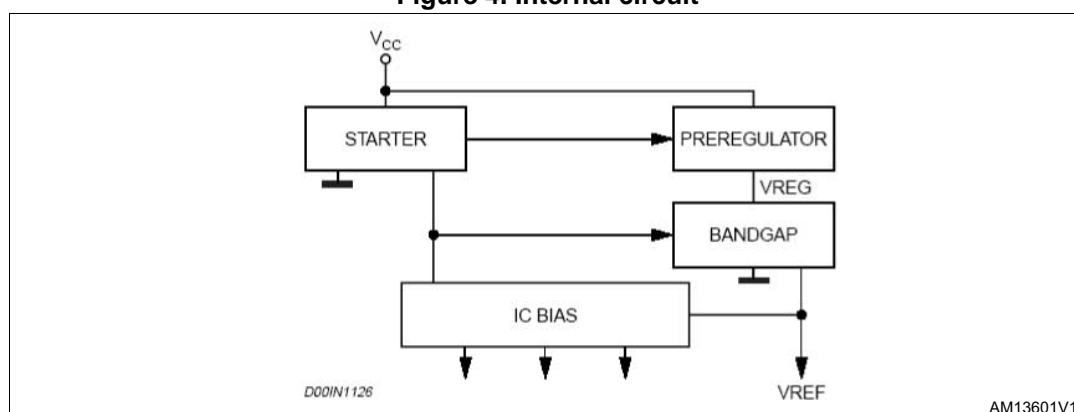 Figure 4. Internal circuit
VCC
STARTER
PREREGULATOR
VREG
BANDGAP
IC BIAS
D00IN1126
VREF
AM13601V1